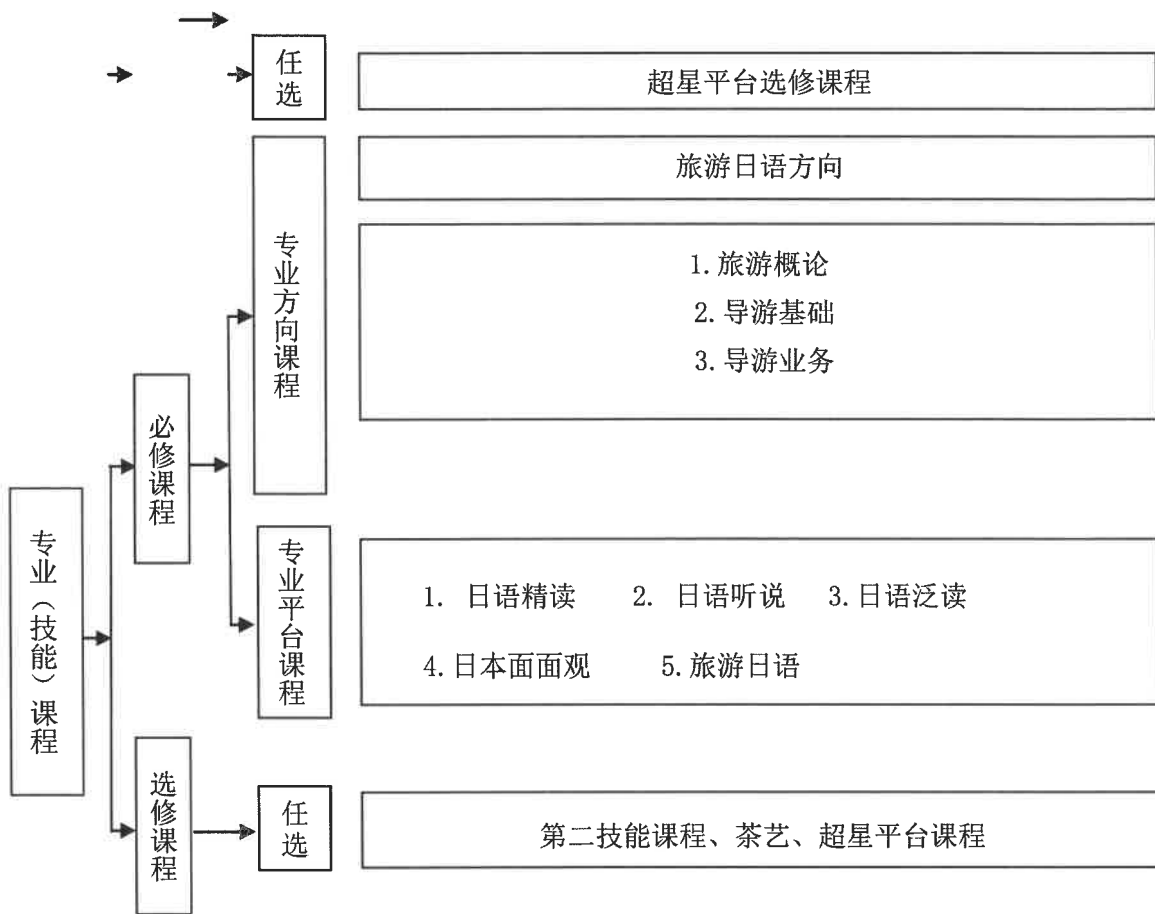 任选
超星平台选修课程
专业方向课程
旅游日语方向
1.旅游概论
2.导游基础
3.导游业务
专业（技能）课程
必修课程
专业平台课程
1. 日语精读 2. 日语听说 3.日语泛读
4.日本面面观 5.旅游日语
选修课程
任选
第二技能课程、茶艺、超星平台课程